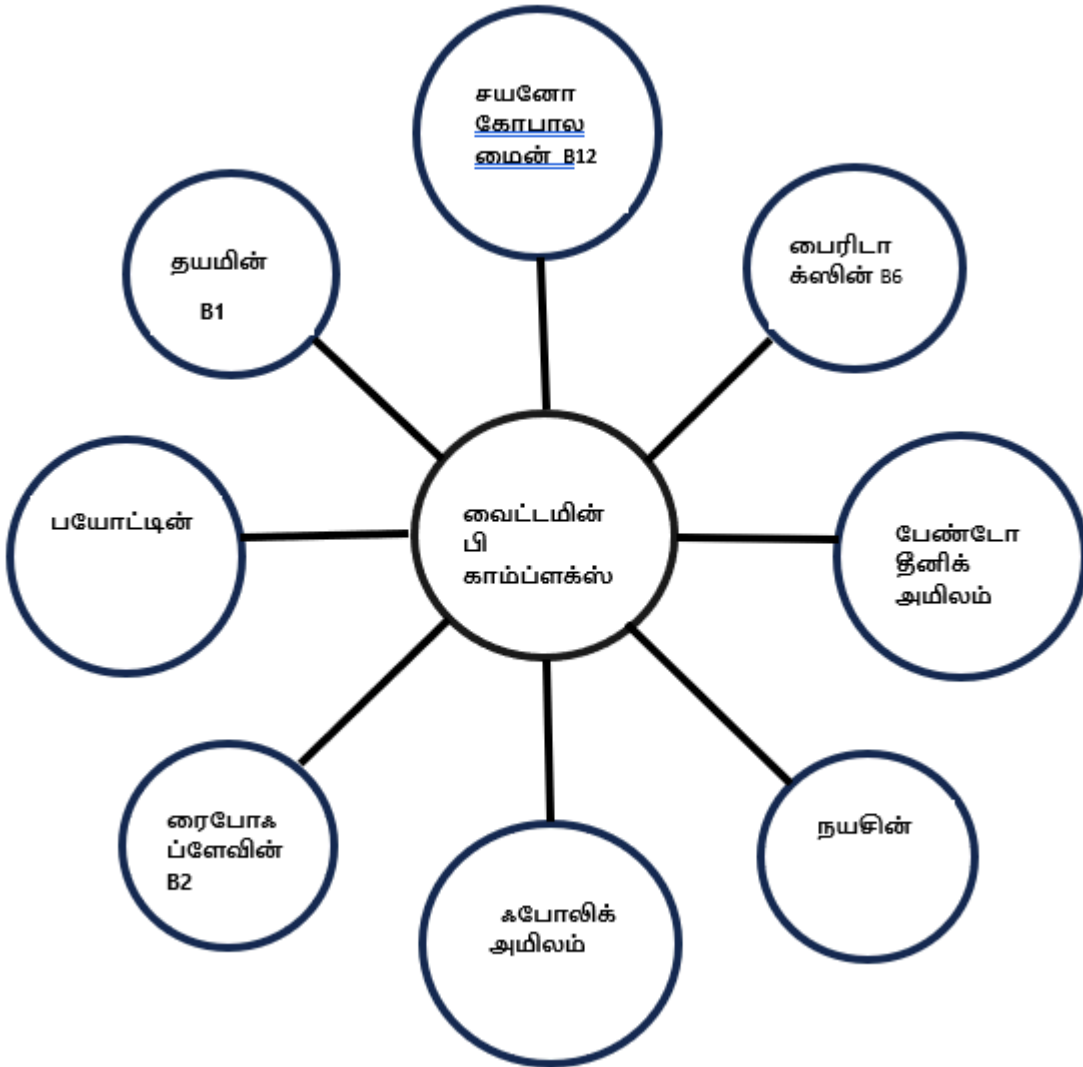 சயனோ
கோபால
மைன் B12
தயமின்
B1
பைரிடா
க்ஸின் B6
பயோட்டின்
வைட்டமின்
பி
காம்ப்ளக்ஸ்
பேண்டோ
தீனிக்
அமிலம்
ரைபோஃ
ப்ளேவின்
B2
ஃபோலிக்
அமிலம்
நயசின்